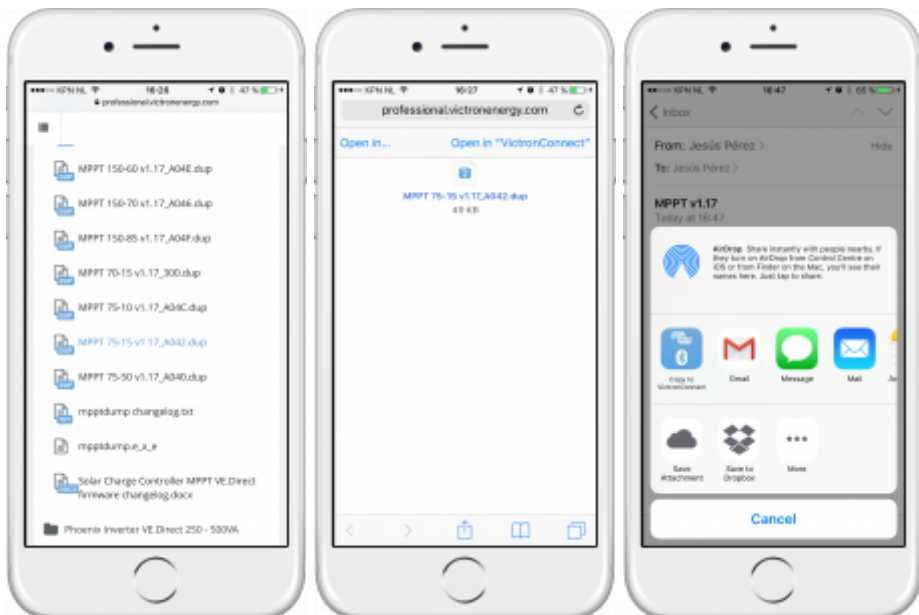 KPN NL 16:26 47 %
professional.victronenergy.com
MPPT 150-60 v1.17_A04E.dup
MPPT 150-70 v1.17_A046.dup
MPPT 150-85 v1.17_A04F.dup
MPPT 70-15 v1.17_300.dup
MPPT 75-10 v1.17_A04C.dup
MPPT 75-15 v1.17_A042.dup
MPPT 75-50 v1.17_A040.dup
mpptdump changelog.txt
mpptdump.e_x_e
Solar Charge Controller MPPT VE.Direct
firmware changelog.docx
Phoenix Inverter VE.Direct 250 - 500VA
KPN NL 16:27 47 %
professional.victronenergy.com
Open in... Open in "VictronConnect"
MPPT 75-15 v1.17_A042.dup
49 KB
KPN NL 16:47 65 %
Inbox
From: Jesús Pérez Hide
To: Jesús Pérez
MPPT v1.17
Today at 16:47
AirDrop. Share instantly with people nearby. If
they turn on AirDrop from Control Centre on
iOS or from Finder on the Mac, you'll see their
names here. Just tap to share.
Copy to
VictronConnect
Email
Message
Mail
Save
Attachment
Save to
Dropbox
More
Cancel